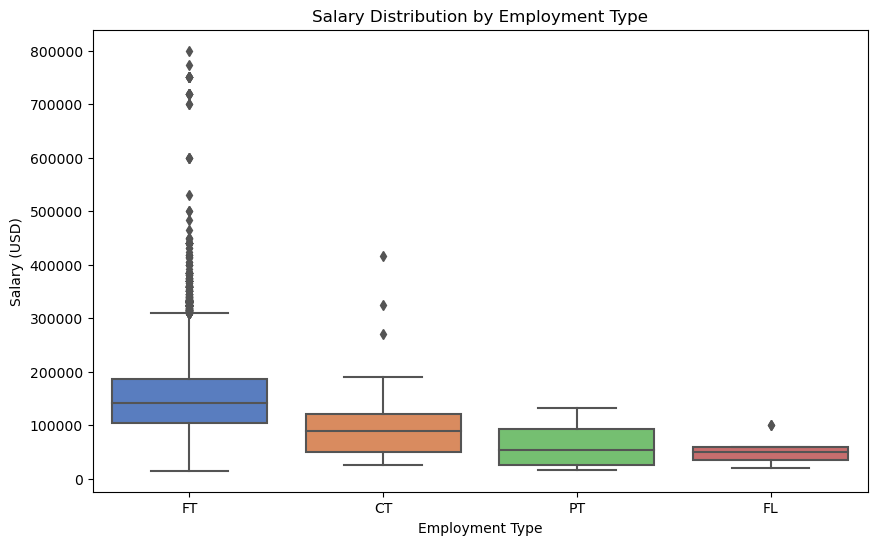 Salary Distribution by Employment Type
Salary (USD)
800000
700000
600000
500000
400000
300000
200000
100000
0
FT CT PT FL
Employment Type